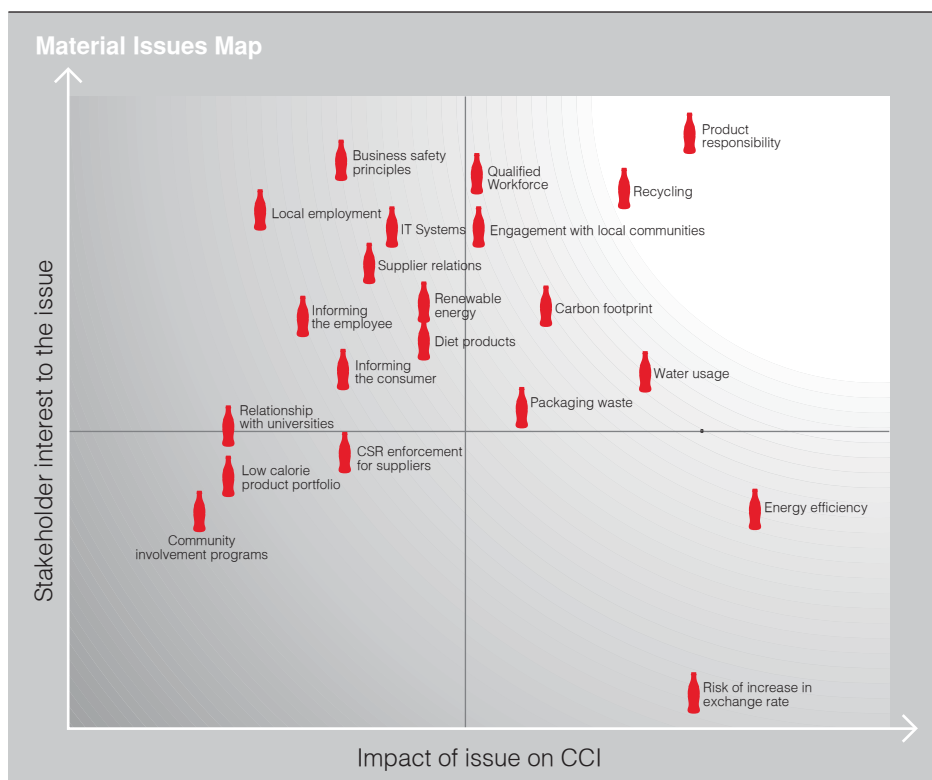 Material Issues Map
Stakeholder interest to the issue
Product
responsibility
Business safety
principles
Qualified
Workforce
Recycling
Local employment
IT Systems
Engagement with local communities
Supplier relations
Renewable
energy
Carbon footprint
Informing
the employee
Diet products
Informing
the consumer
Water usage
Packaging waste
Relationship
with universities
CSR enforcement
for suppliers
Low calorie
product portfolio
Energy efficiency
Community
involvement programs
Risk of increase in
exchange rate
Impact of issue on CCI